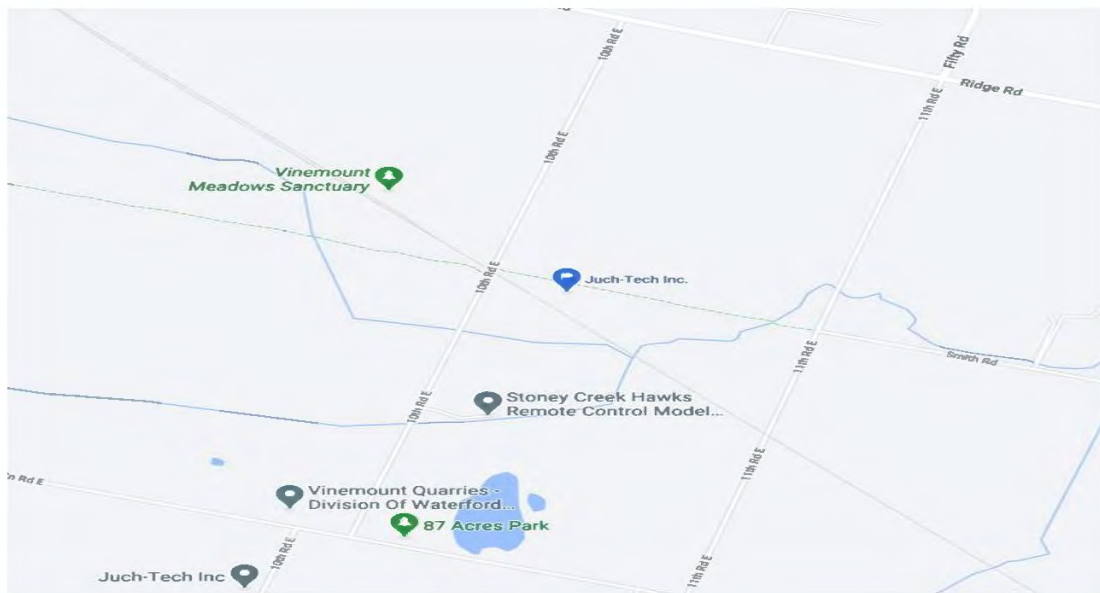 10th Rd E
Fifty Rd
Ridge Rd
11th Rd E
10th Rd E
Vinemount
Meadows Sanctuary
10th Rd E
Juch-Tech Inc.
11th Rd E
Smith Rd
10th Rd E
Stoney Creek Hawks
Remote Control Model...
11th Rd E
Rd E
Vinemount Quarries -
Division Of Waterford...
87 Acres Park
10th Rd E
Juch-Tech Inc
11th Rd E